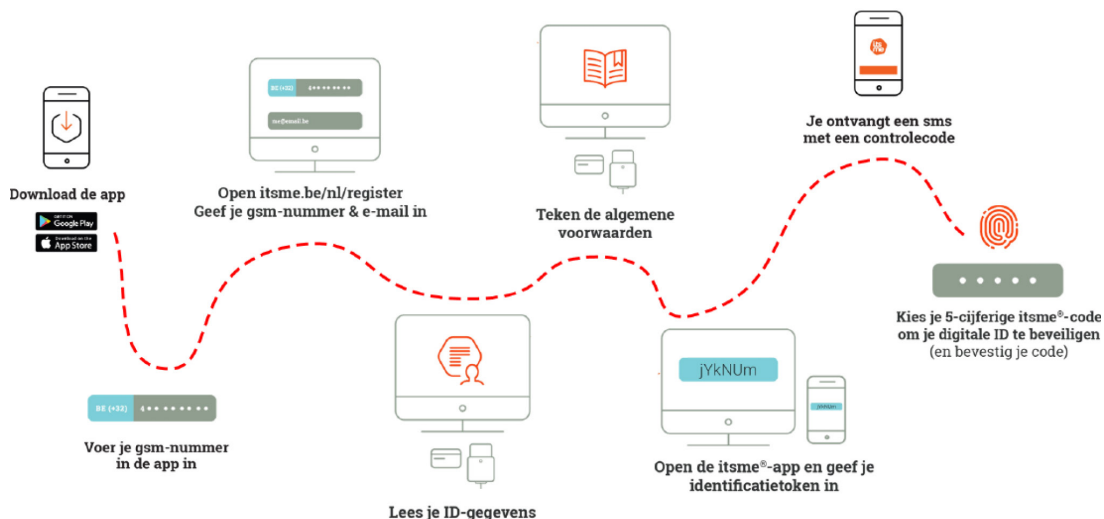 Download de app
GET IT ON
Google Play
Download on the
App Store
BE (+32) 4
Voer je gsm-nummer
in de app in
BE (+32) 4
me@email.be
Open itsme.be/nl/register
Geef je gsm-nummer & e-mail in
Lees je ID-gegevens
Teken de algemene
voorwaarden
jYkNUm
Open de itsme®-app en geef je
identificatietoken in
Je ontvangt een sms
met een controlecode
Kies je 5-cijferige itsme®-code
om je digitale ID te beveiligen
(en bevestig je code)